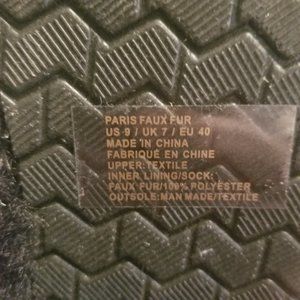 PARIS FAUX FUR
US 9 / UK 7 / EU 40
MADE IN CHINA
FABRIQUÉ EN CHINE
UPPER:TEXTILE
INNER LINING/SOCK:
FAUX FUR/100% POLYESTER
OUTSOLE:MAN MADE/TEXTILE